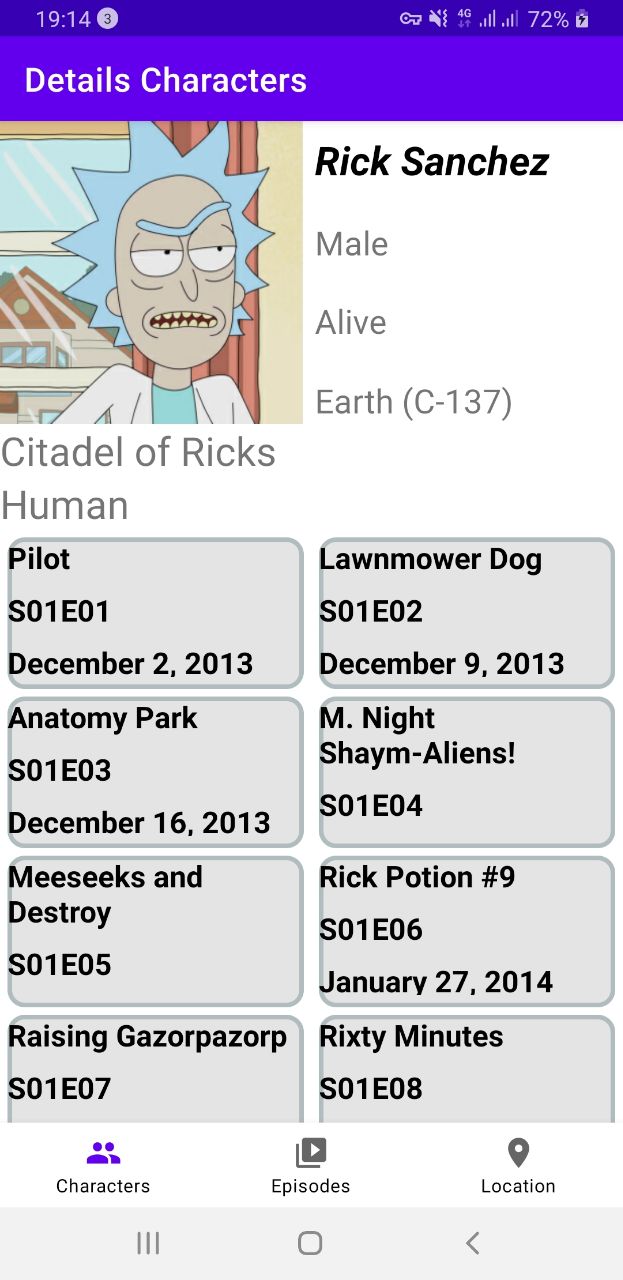 19:14 3 4G 72%
Details Characters
Rick Sanchez
Male
Alive
Earth (C-137)
Citadel of Ricks
Human
Pilot
S01E01
December 2, 2013
Lawnmower Dog
S01E02
December 9, 2013
Anatomy Park
S01E03
December 16, 2013
M. Night
Shaym-Aliens!
S01E04
Meeseeks and
Destroy
S01E05
Rick Potion #9
S01E06
January 27, 2014
Raising Gazorpazorp
S01E07
Rixty Minutes
S01E08
Characters
Episodes
Location